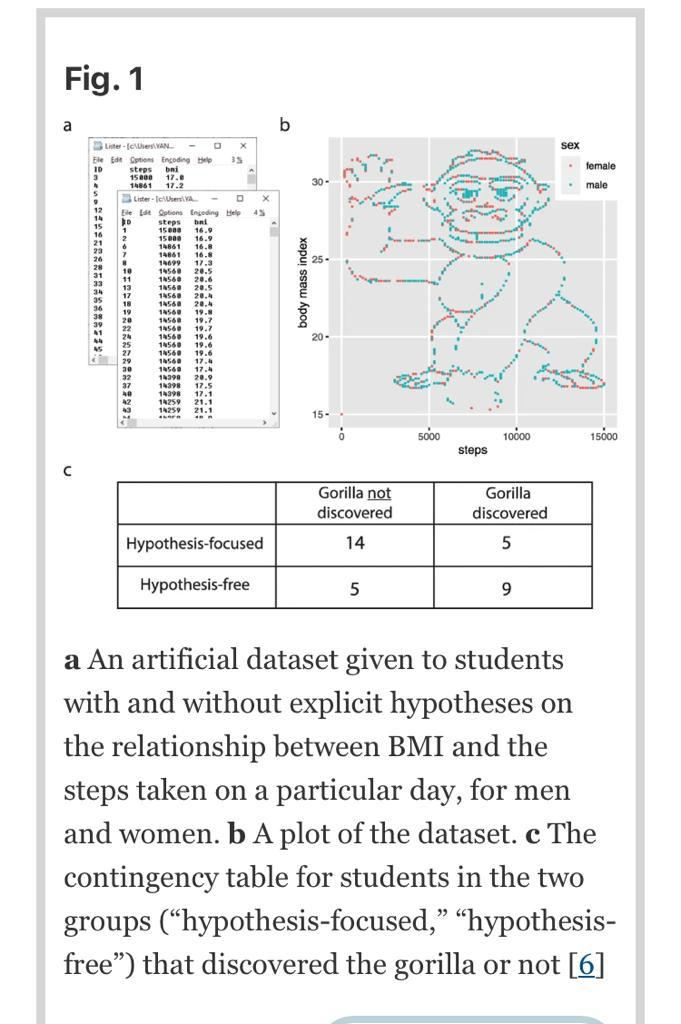 Fig. 1
a
Lister - [c:\Users\YAN...
File Edit Options Encoding Help 3 %
ID steps bmi
3 15000 17.0
4 14861 17.2
5
9
12
14
15
16
21
23
26
28
31
33
34
35
36
38
39
41
44
45
Lister - [c:\Users\YA...
File Edit Options Encoding Help 4 %
ID steps bmi
1 15000 16.9
2 15000 16.9
6 14861 16.8
7 14861 16.8
8 14699 17.3
10 14560 20.5
11 14560 20.6
13 14560 20.5
17 14560 20.4
18 14560 20.4
19 14560 19.8
20 14560 19.7
22 14560 19.7
24 14560 19.6
25 14560 19.6
27 14560 19.6
29 14560 17.4
30 14560 17.4
32 14398 20.9
37 14398 17.5
40 14398 17.1
42 14259 21.1
43 14259 21.1
b
sex
female
male
30
25
20
15
body mass index
0 5000 10000 15000
steps
c
Gorilla not Gorilla
discovered discovered
Hypothesis-focused 14 5
Hypothesis-free 5 9
a An artificial dataset given to students
with and without explicit hypotheses on
the relationship between BMI and the
steps taken on a particular day, for men
and women. b A plot of the dataset. c The
contingency table for students in the two
groups (“hypothesis-focused,” “hypothesis-
free”) that discovered the gorilla or not [6]